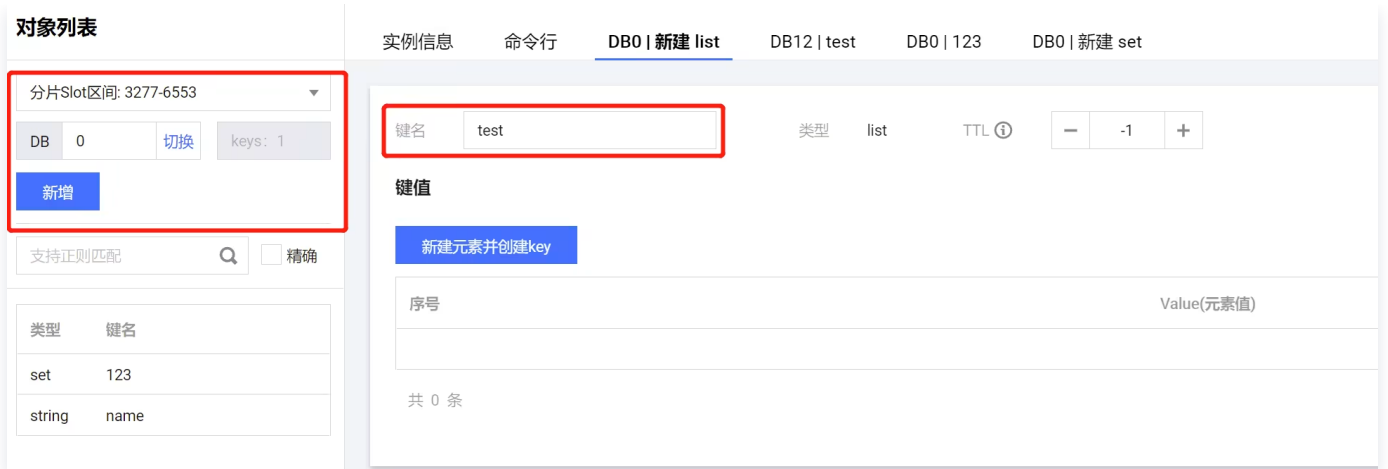 对象列表
分片Slot区间: 3277-6553
DB 0 切换 keys: 1
新增
支持正则匹配 精确
类型 键名
set 123
string name
实例信息 命令行 DB0 | 新建 list DB12 | test DB0 | 123 DB0 | 新建 set
键名 test 类型 list TTL -1
键值
新建元素并创建key
序号 Value(元素值)
共 0 条